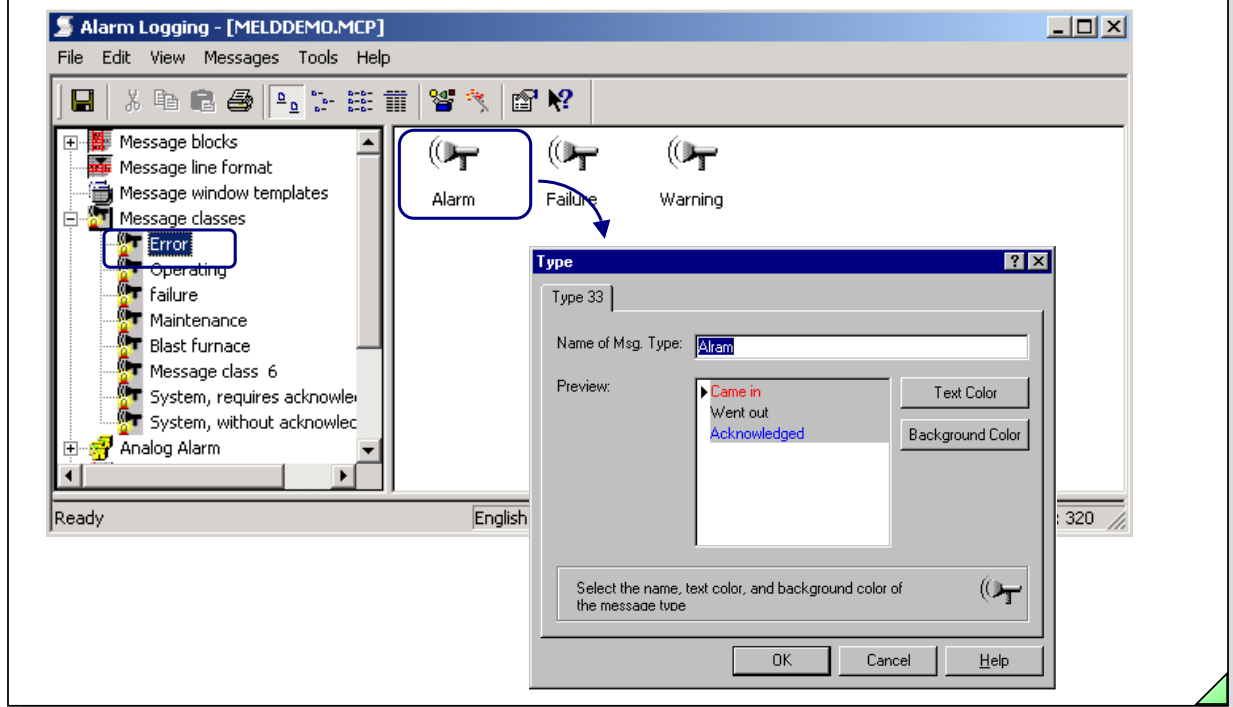 Alarm Logging - [MELDDEMO.MCP]
File Edit View Messages Tools Help
Message blocks
Message line format
Message window templates
Message classes
Error
Operating
failure
Maintenance
Blast furnace
Message class 6
System, requires acknowle
System, without acknowlec
Analog Alarm
Alarm
Failure
Warning
Ready
English
: 320
Type
Type 33
Name of Msg. Type:
Alram
Preview:
Came in
Went out
Acknowledged
Text Color
Background Color
Select the name, text color, and background color of
the message type
OK
Cancel
Help